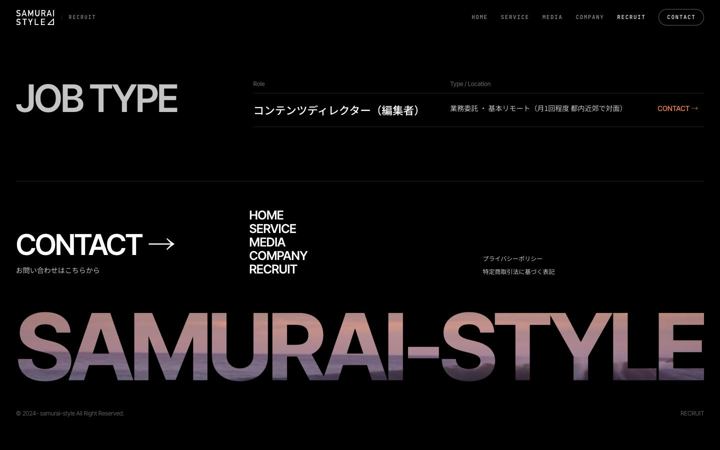 SAMURAI
STYLE
RECRUIT
HOME SERVICE MEDIA COMPANY RECRUIT CONTACT
JOB TYPE
Role Type / Location
コンテンツディレクター（編集者） 業務委託 ・ 基本リモート（月1回程度 都内近郊で対面） CONTACT →
CONTACT →
お問い合わせはこちらから
HOME
SERVICE
MEDIA
COMPANY
RECRUIT
プライバシーポリシー
特定商取引法に基づく表記
SAMURAI-STYLE
© 2024- samurai-style All Right Reserved. RECRUIT